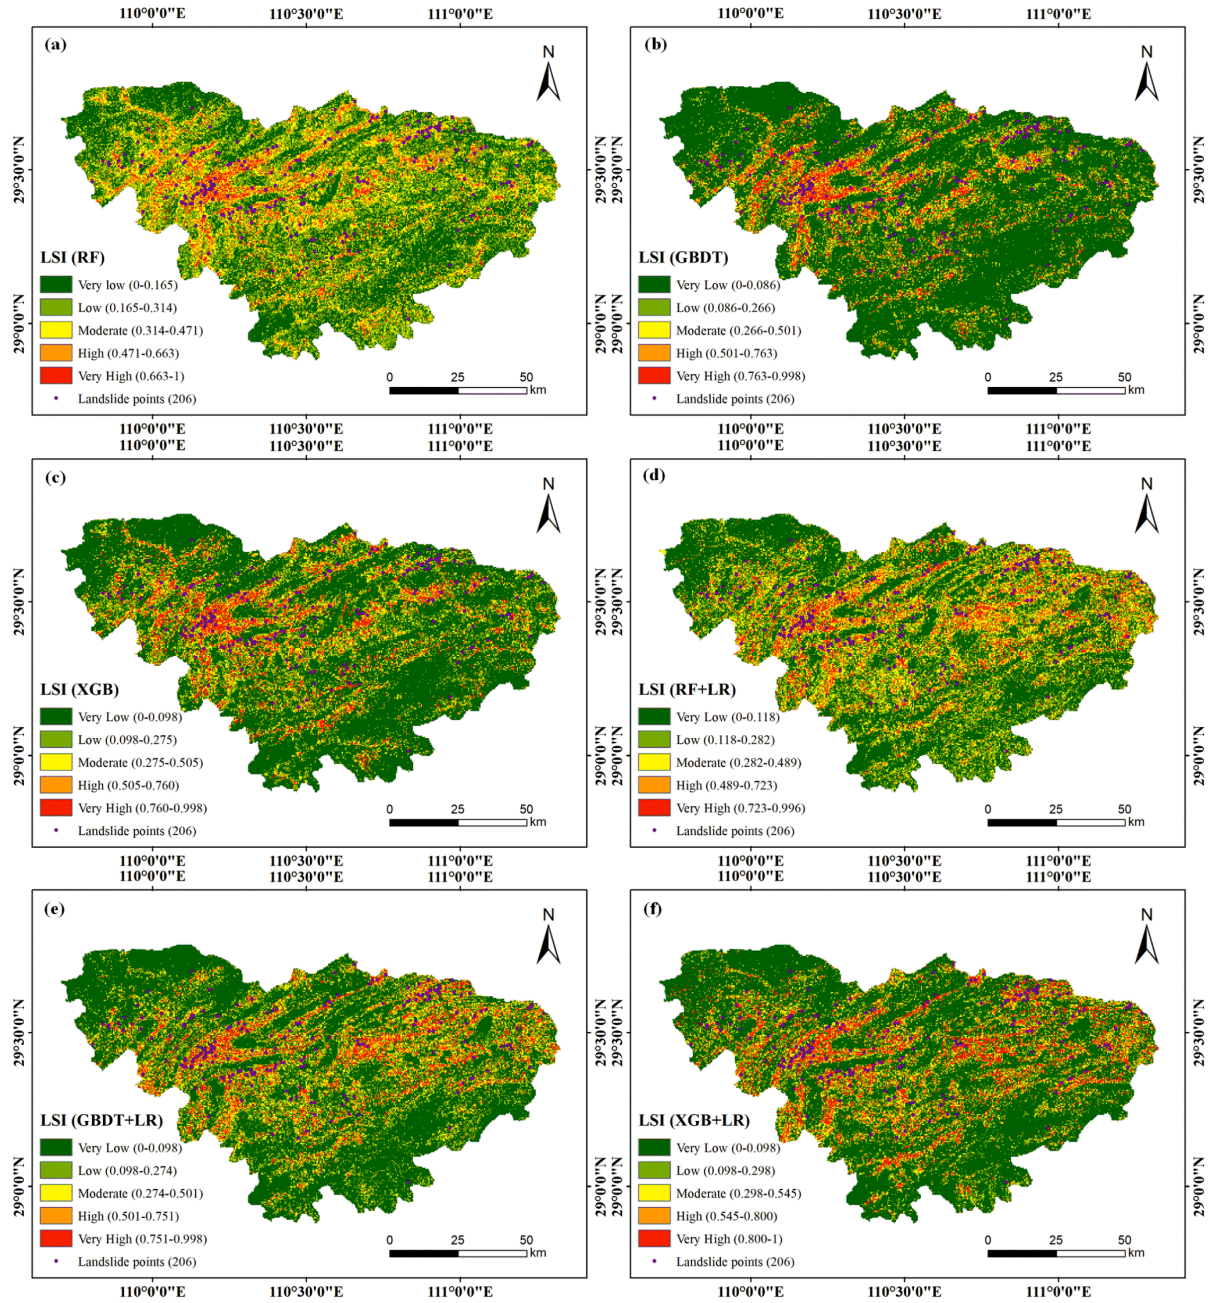 110°0'0"E 110°30'0"E 111°0'0"E 110°0'0"E 110°30'0"E 111°0'0"E
(a)
N
29°30'0"N
29°0'0"N
LSI (RF)
Very low (0-0.165)
Low (0.165-0.314)
Moderate (0.314-0.471)
High (0.471-0.663)
Very High (0.663-1)
Landslide points (206)
0 25 50
km
(b)
N
29°30'0"N 29°30'0"N
29°0'0"N
LSI (GBDT)
Very Low (0-0.086)
Low (0.086-0.266)
Moderate (0.266-0.501)
High (0.501-0.763)
Very High (0.763-0.998)
Landslide points (206)
0 25 50
km
29°30'0"N
29°0'0"N 29°0'0"N
110°0'0"E 110°30'0"E 111°0'0"E 110°0'0"E 110°30'0"E 111°0'0"E
110°0'0"E 110°30'0"E 111°0'0"E 110°0'0"E 110°30'0"E 111°0'0"E
(c)
N
29°30'0"N
29°0'0"N
LSI (XGB)
Very Low (0-0.098)
Low (0.098-0.275)
Moderate (0.275-0.505)
High (0.505-0.760)
Very High (0.760-0.998)
Landslide points (206)
0 25 50
km
(d)
N
29°30'0"N 29°30'0"N
29°0'0"N
LSI (RF+LR)
Very Low (0-0.118)
Low (0.118-0.282)
Moderate (0.282-0.489)
High (0.489-0.723)
Very High (0.723-0.996)
Landslide points (206)
0 25 50
km
29°30'0"N
29°0'0"N 29°0'0"N
110°0'0"E 110°30'0"E 111°0'0"E 110°0'0"E 110°30'0"E 111°0'0"E
110°0'0"E 110°30'0"E 111°0'0"E 110°0'0"E 110°30'0"E 111°0'0"E
(e)
N
29°30'0"N
29°0'0"N
LSI (GBDT+LR)
Very Low (0-0.098)
Low (0.098-0.274)
Moderate (0.274-0.501)
High (0.501-0.751)
Very High (0.751-0.998)
Landslide points (206)
0 25 50
km
(f)
N
29°30'0"N 29°30'0"N
29°0'0"N
LSI (XGB+LR)
Very Low (0-0.098)
Low (0.098-0.298)
Moderate (0.298-0.545)
High (0.545-0.800)
Very High (0.800-1)
Landslide points (206)
0 25 50
km
29°30'0"N
29°0'0"N 29°0'0"N
110°0'0"E 110°30'0"E 111°0'0"E 110°0'0"E 110°30'0"E 111°0'0"E